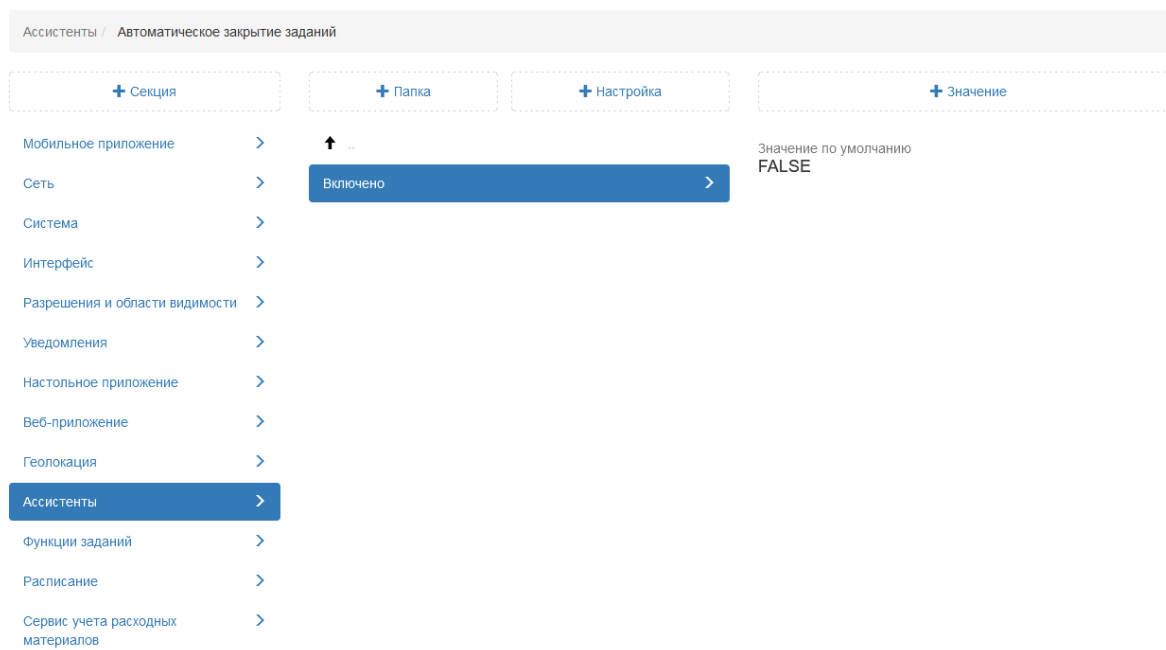 Ассистенты / Автоматическое закрытие заданий
Секция
Папка
Настройка
Значение
Мобильное приложение
Сеть
Система
Интерфейс
Разрешения и области видимости
Уведомления
Настольное приложение
Веб-приложение
Геолокация
Ассистенты
Функции заданий
Расписание
Сервис учета расходных
материалов
..
Включено
Значение по умолчанию
FALSE